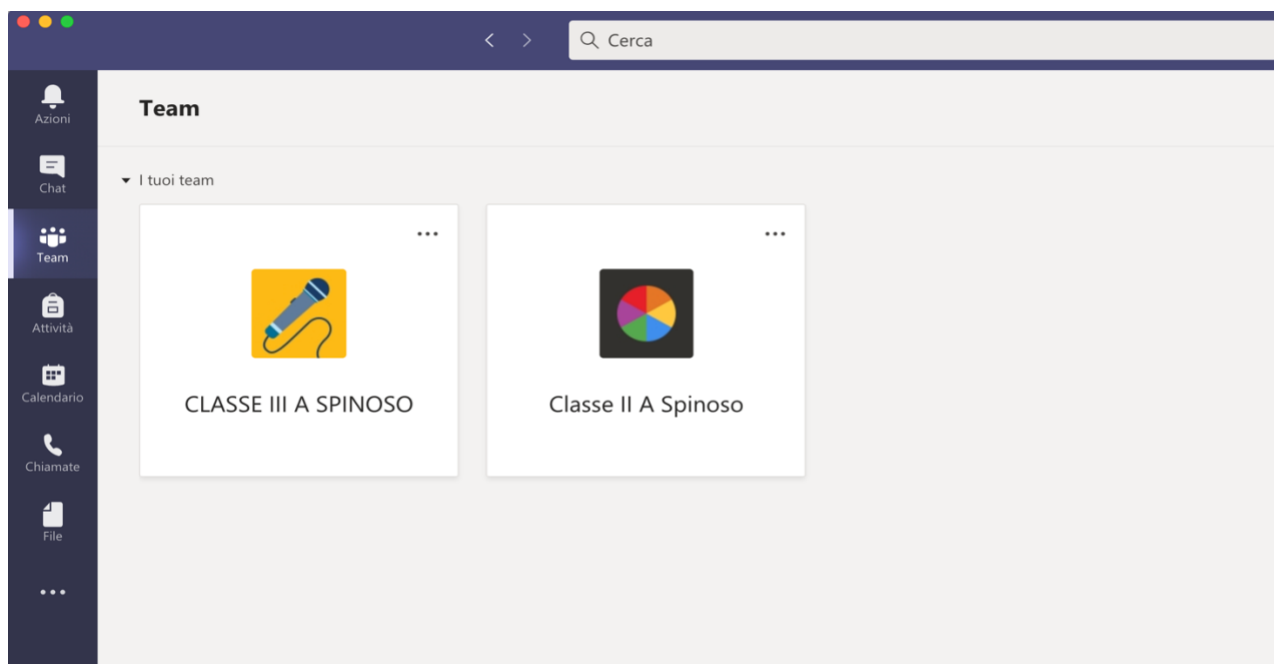 Cerca
Azioni
Chat
Team
Attività
Calendario
Chiamate
File
Team
I tuoi team
CLASSE III A SPINOSO
Classe II A Spinoso